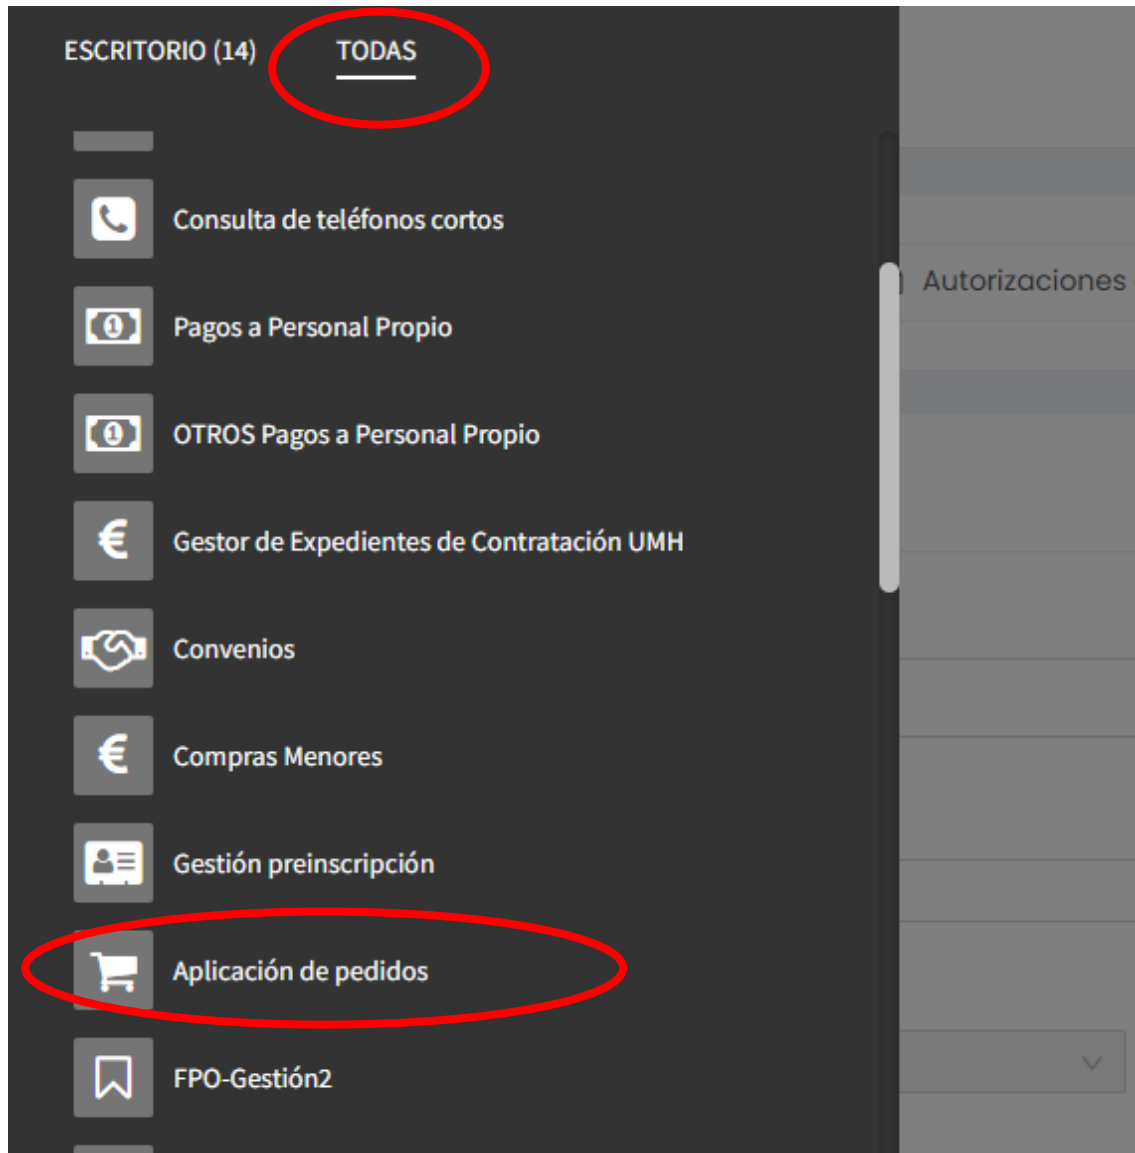 ESCRITORIO (14) TODAS
Consulta de teléfonos cortos
Autorizaciones
Pagos a Personal Propio
OTROS Pagos a Personal Propio
Gestor de Expedientes de Contratación UMH
Convenios
Compras Menores
Gestión preinscripción
Aplicación de pedidos
FPO-Gestión2